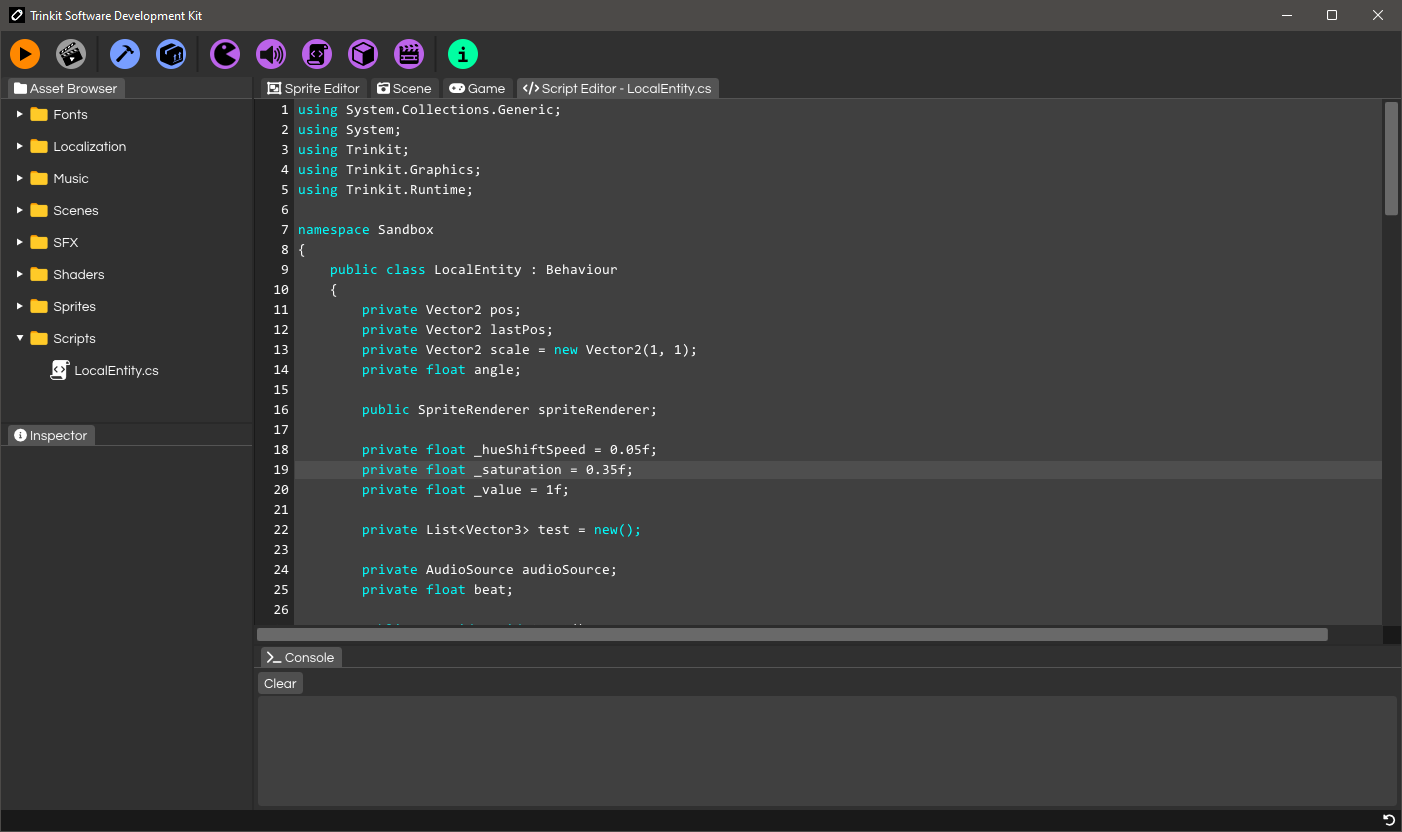 Trinkit Software Development Kit
Asset Browser
Fonts
Localization
Music
Scenes
SFX
Shaders
Sprites
Scripts
LocalEntity.cs
Inspector
Sprite Editor Scene Game </> Script Editor - LocalEntity.cs
1 using System.Collections.Generic;
2 using System;
3 using Trinkit;
4 using Trinkit.Graphics;
5 using Trinkit.Runtime;
6
7 namespace Sandbox
8 {
9     public class LocalEntity : Behaviour
10     {
11         private Vector2 pos;
12         private Vector2 lastPos;
13         private Vector2 scale = new Vector2(1, 1);
14         private float angle;
15
16         public SpriteRenderer spriteRenderer;
17
18         private float _hueShiftSpeed = 0.05f;
19         private float _saturation = 0.35f;
20         private float _value = 1f;
21
22         private List<Vector3> test = new();
23
24         private AudioSource audioSource;
25         private float beat;
26
Console
Clear